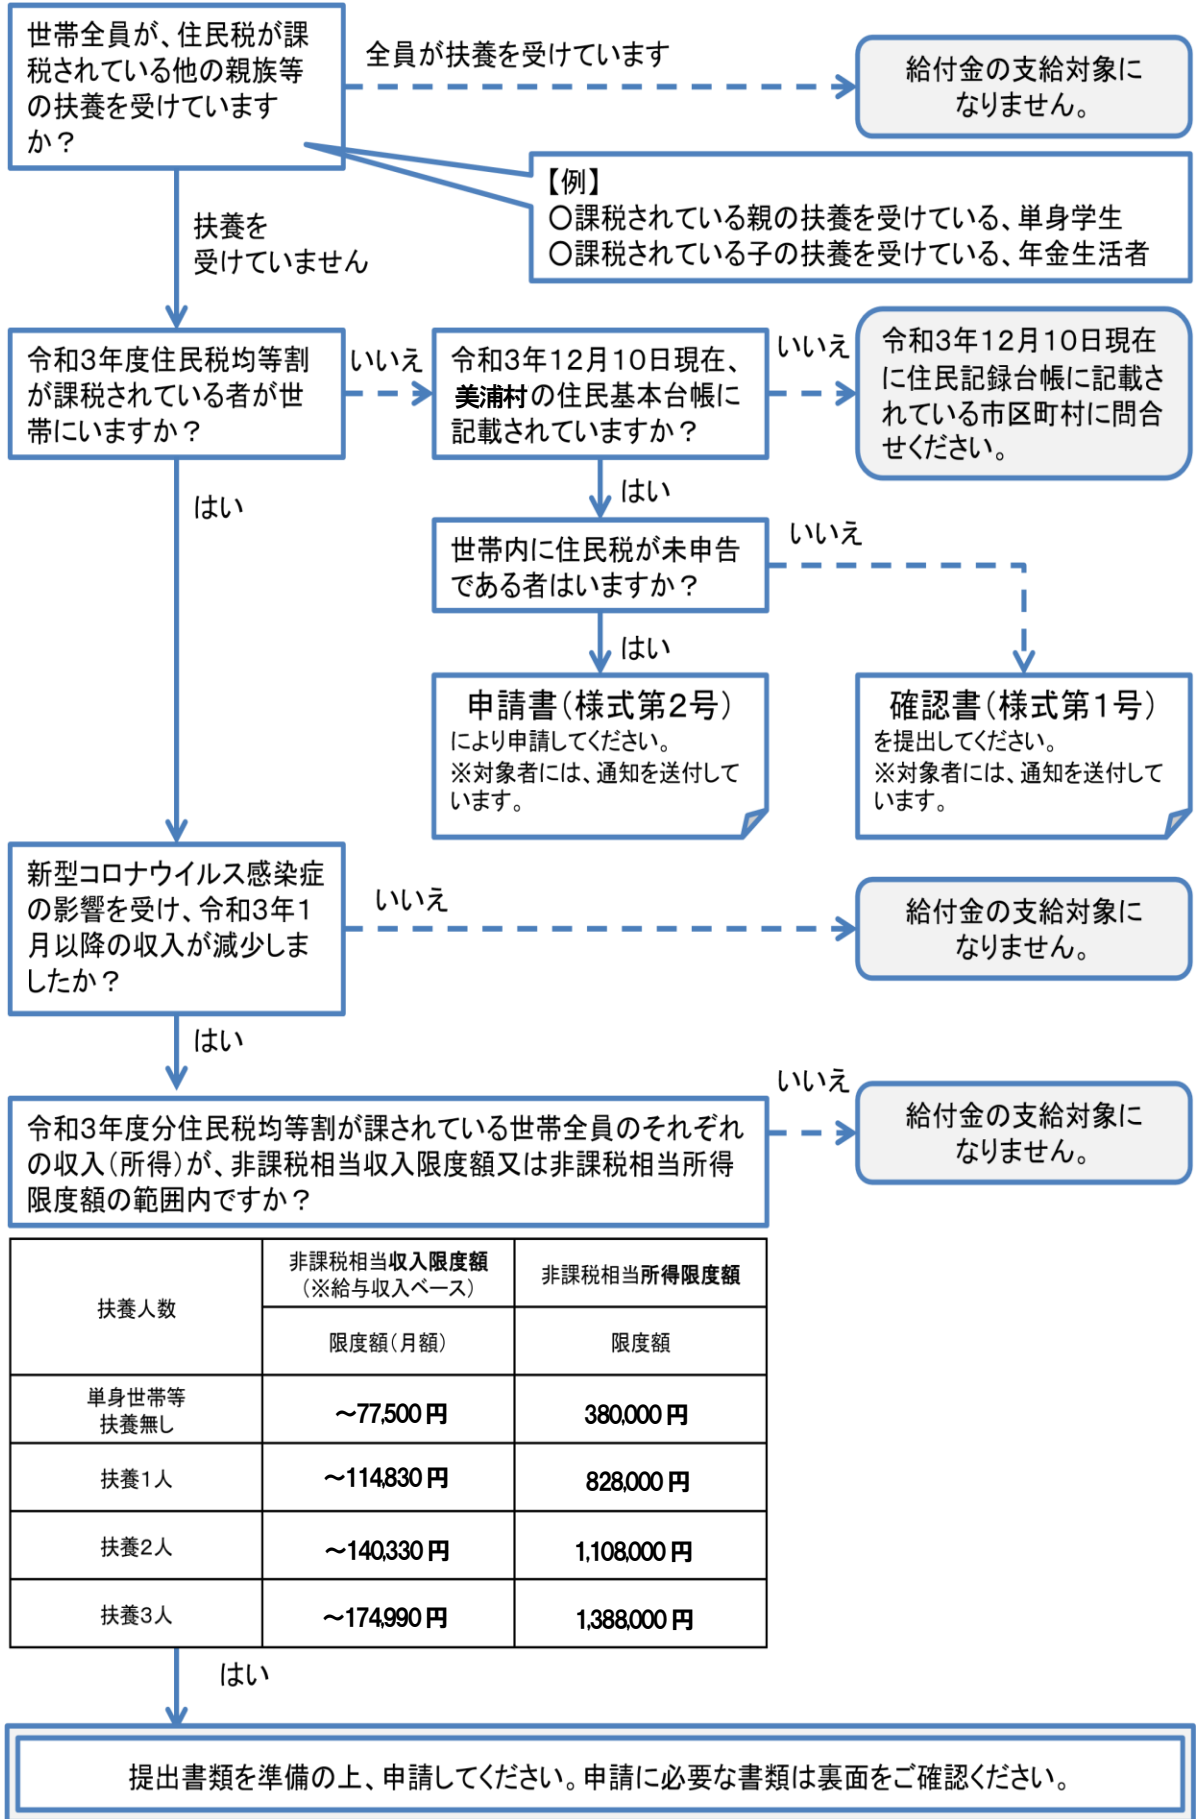 世帯全員が、住民税が課
税されている他の親族等
の扶養を受けています
か？
全員が扶養を受けています
給付金の支給対象に
なりません。
【例】
〇課税されている親の扶養を受けている、単身学生
〇課税されている子の扶養を受けている、年金生活者
扶養を
受けていません
令和3年度住民税均等割
が課税されている者が世
帯にいますか？
いいえ
令和3年12月10日現在、
美浦村の住民基本台帳に
記載されていますか？
いいえ
令和3年12月10日現在
に住民記録台帳に記載さ
れている市区町村に問合
せください。
はい
はい
世帯内に住民税が未申告
である者はいますか？
いいえ
はい
申請書（様式第2号）
により申請してください。
※対象者には、通知を送付して
います。
確認書（様式第1号）
を提出してください。
※対象者には、通知を送付して
います。
新型コロナウイルス感染症
の影響を受け、令和3年1
月以降の収入が減少しま
したか？
いいえ
給付金の支給対象に
なりません。
はい
令和3年度分住民税均等割が課されている世帯全員のそれぞれ
の収入（所得）が、非課税相当収入限度額又は非課税相当所得
限度額の範囲内ですか？
いいえ
給付金の支給対象に
なりません。
扶養人数
非課税相当収入限度額
（※給与収入ベース）
非課税相当所得限度額
限度額（月額）
限度額
単身世帯等
扶養無し
～77,500円
380,000円
扶養1人
～114,830円
828,000円
扶養2人
～140,330円
1,108,000円
扶養3人
～174,990円
1,388,000円
はい
提出書類を準備の上、申請してください。申請に必要な書類は裏面をご確認ください。